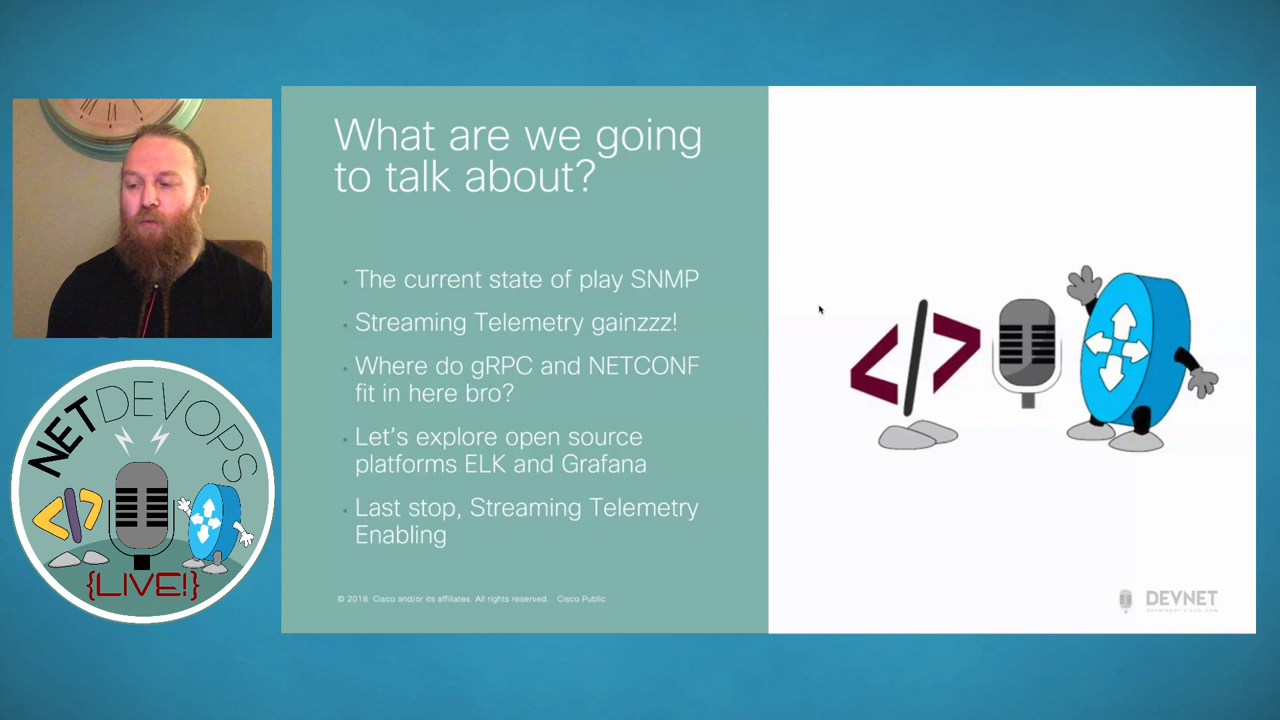 What are we going
to talk about?
• The current state of play SNMP
• Streaming Telemetry gainzzz!
• Where do gRPC and NETCONF
fit in here bro?
• Let's explore open source
platforms ELK and Grafana
• Last stop, Streaming Telemetry
Enabling
© 2018 Cisco and/or its affiliates. All rights reserved. Cisco Public
NETDEVOPS
{LIVE!}
DEVNET